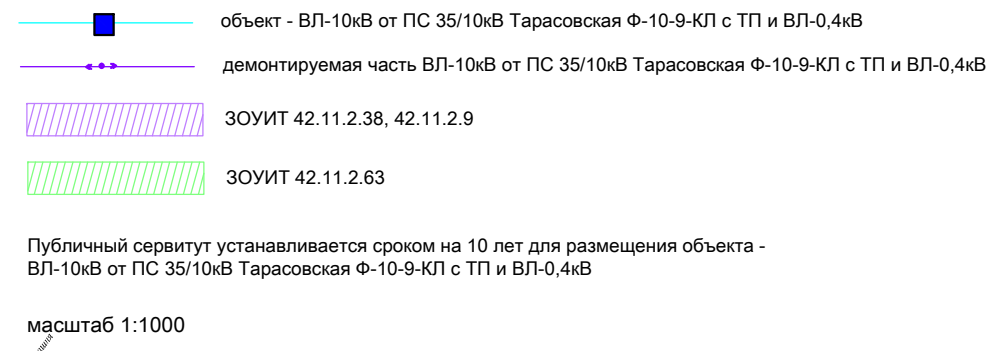 объект - ВЛ-10кВ от ПС 35/10кВ Тарасовская Ф-10-9-КЛ с ТП и ВЛ-0,4кВ
демонтируемая часть ВЛ-10кВ от ПС 35/10кВ Тарасовская Ф-10-9-КЛ с ТП и ВЛ-0,4кВ
ЗОУИТ 42.11.2.38, 42.11.2.9
ЗОУИТ 42.11.2.63
Публичный сервитут устанавливается сроком на 10 лет для размещения объекта -
ВЛ-10кВ от ПС 35/10кВ Тарасовская Ф-10-9-КЛ с ТП и ВЛ-0,4кВ
масштаб 1:1000